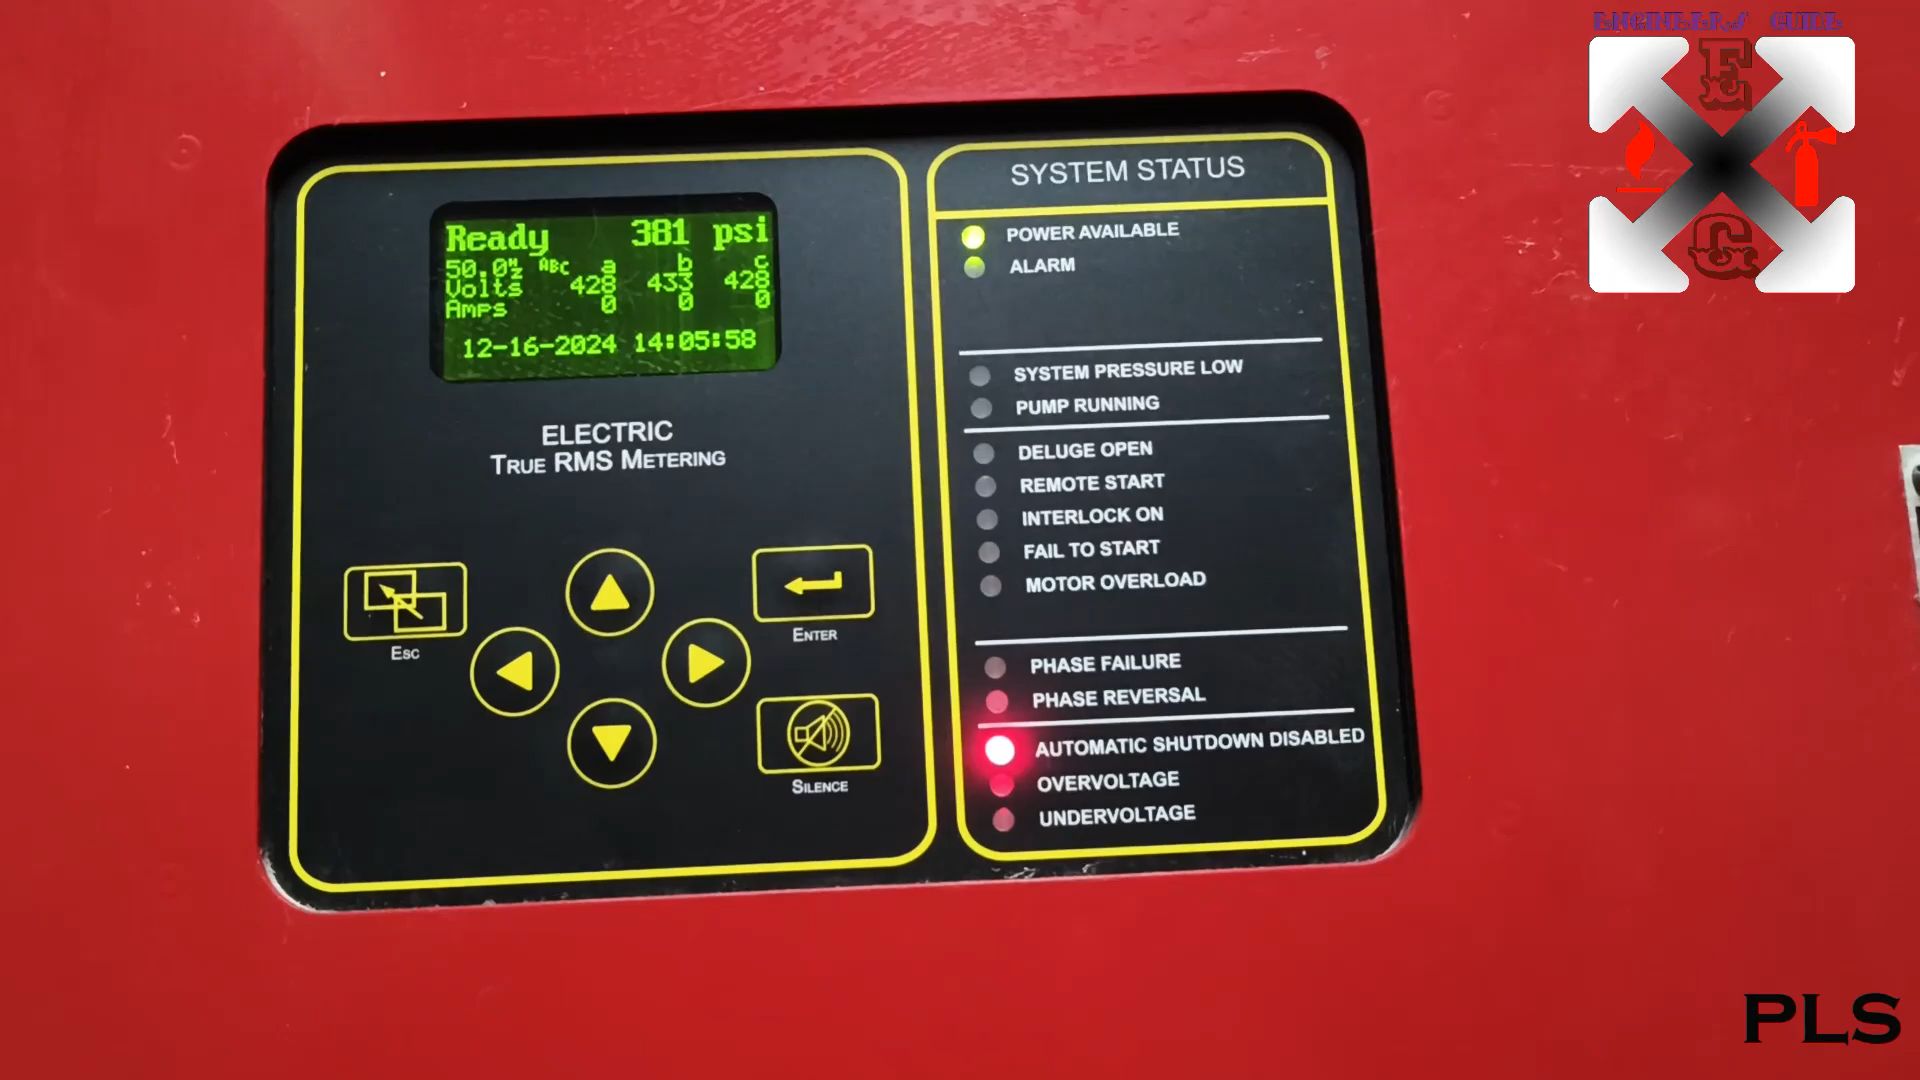 ENGINEERS GUIDE
E
G
Ready 381 psi
50.0Hz ABC a b c
Volts 428 433 428
Amps 0 0 0
12-16-2024 14:05:58
ELECTRIC
TRUE RMS METERING
ESC
ENTER
SILENCE
SYSTEM STATUS
POWER AVAILABLE
ALARM
SYSTEM PRESSURE LOW
PUMP RUNNING
DELUGE OPEN
REMOTE START
INTERLOCK ON
FAIL TO START
MOTOR OVERLOAD
PHASE FAILURE
PHASE REVERSAL
AUTOMATIC SHUTDOWN DISABLED
OVERVOLTAGE
UNDERVOLTAGE
PLS